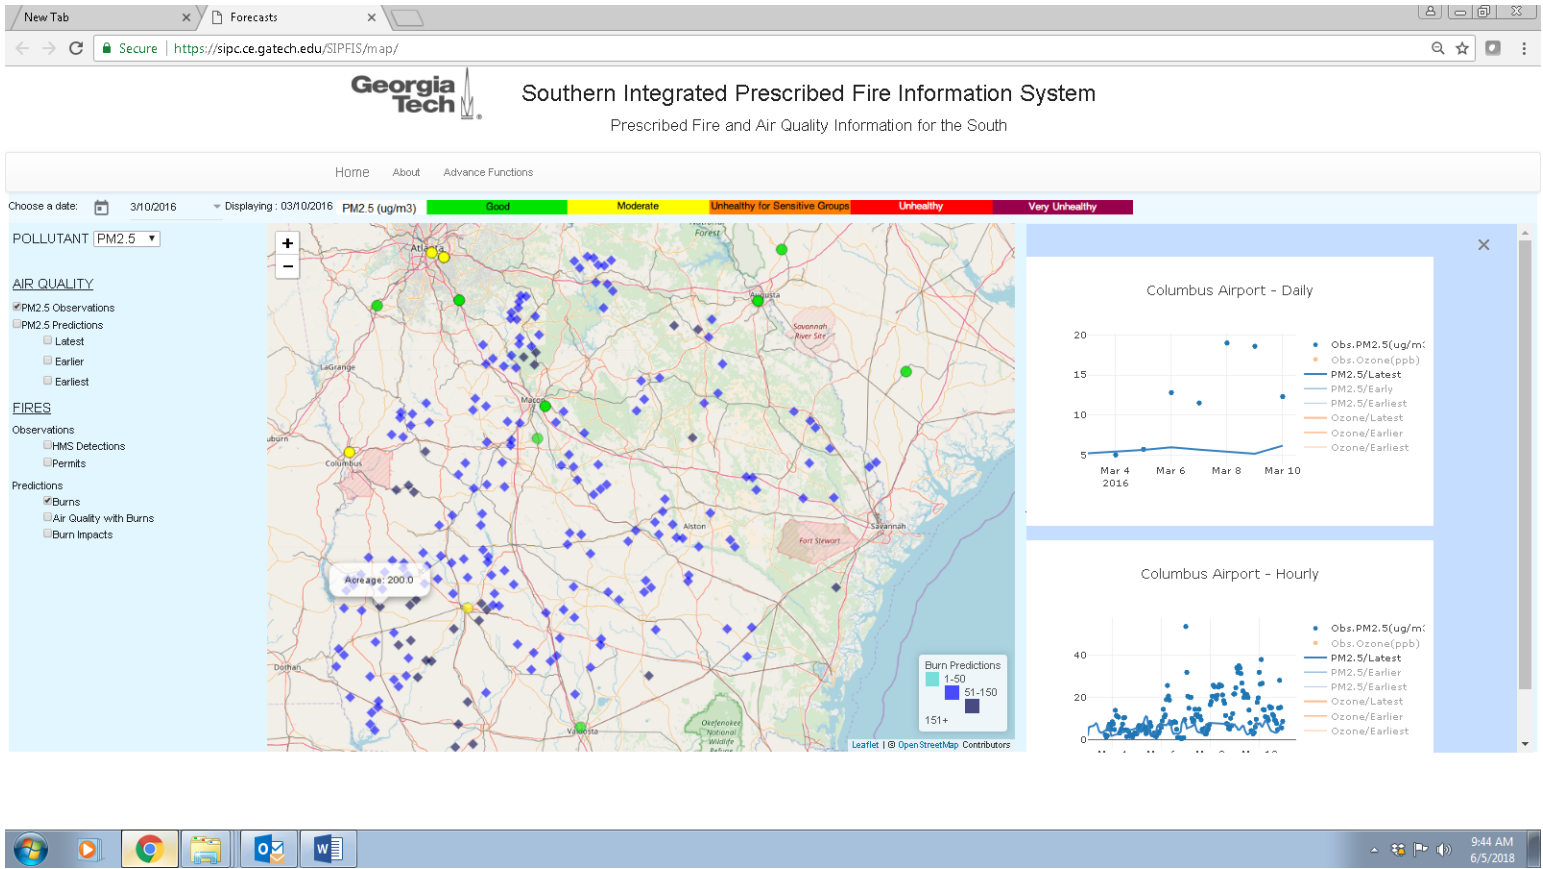 New Tab
Forecasts
Secure | https://sipc.ce.gatech.edu/SIPFIS/map/
Georgia
Tech
Southern Integrated Prescribed Fire Information System
Prescribed Fire and Air Quality Information for the South
Home About Advance Functions
Choose a date: 3/10/2016 Displaying : 03/10/2016 PM2.5 (ug/m3) Good Moderate Unhealthy for Sensitive Groups Unhealthy Very Unhealthy
POLLUTANT PM2.5
AIR QUALITY
PM2.5 Observations
PM2.5 Predictions
Latest
Earlier
Earliest
FIRES
Observations
HMS Detections
Permits
Predictions
Burns
Air Quality with Burns
Burn Impacts
+
−
Forest
Savannah
River Site
LaGrange
Macon
Columbus
Alston
Savannah
Fort Stewart
Acreage: 200.0
Dothan
Valdosta
Okefenokee
National
Wildlife
Refuge
Burn Predictions
1-50
51-150
151+
Leaflet | © OpenStreetMap Contributors
Columbus Airport - Daily
20
15
10
5
Mar 4 Mar 6 Mar 8 Mar 10
2016
Obs.PM2.5(ug/m
Obs.Ozone(ppb)
PM2.5/Latest
PM2.5/Early
PM2.5/Earliest
Ozone/Latest
Ozone/Earlier
Ozone/Earliest
Columbus Airport - Hourly
40
20
0
Obs.PM2.5(ug/m
Obs.Ozone(ppb)
PM2.5/Latest
PM2.5/Earlier
PM2.5/Earliest
Ozone/Latest
Ozone/Earlier
Ozone/Earliest
9:44 AM
6/5/2018